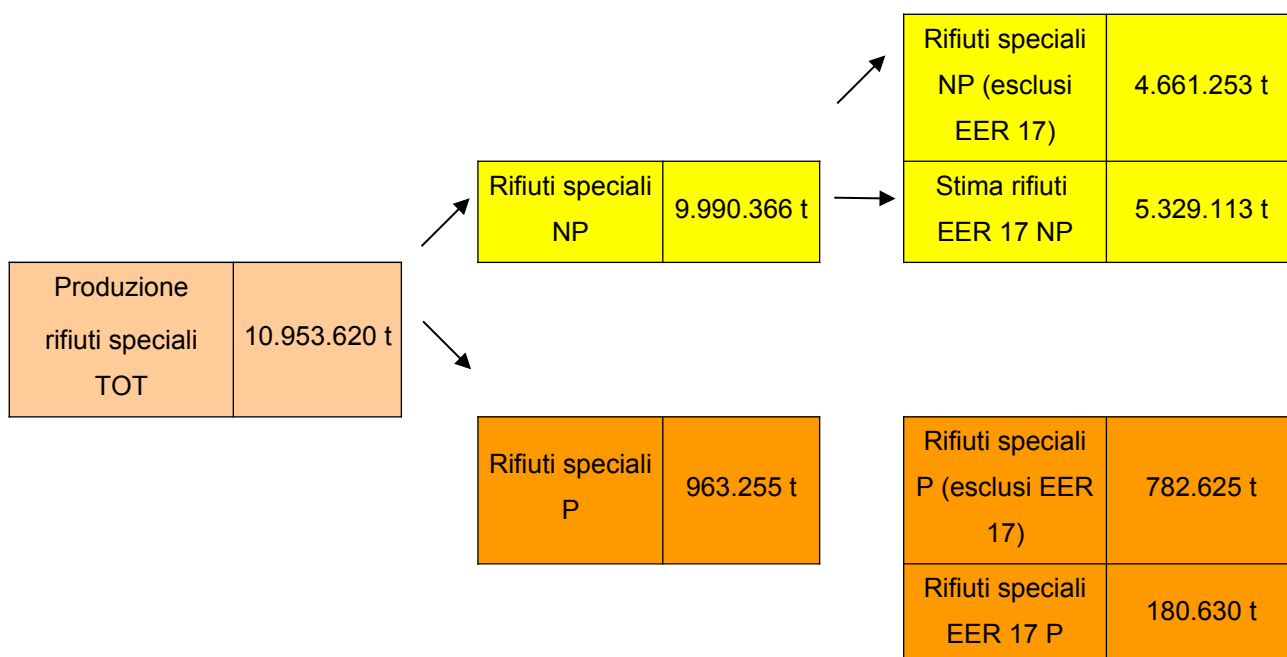 Rifiuti speciali
NP (esclusi
EER 17)
4.661.253 t
Rifiuti speciali
NP
9.990.366 t
Stima rifiuti
EER 17 NP
5.329.113 t
Produzione
rifiuti speciali
TOT
10.953.620 t
Rifiuti speciali
P
963.255 t
Rifiuti speciali
P (esclusi EER
17)
782.625 t
Rifiuti speciali
EER 17 P
180.630 t